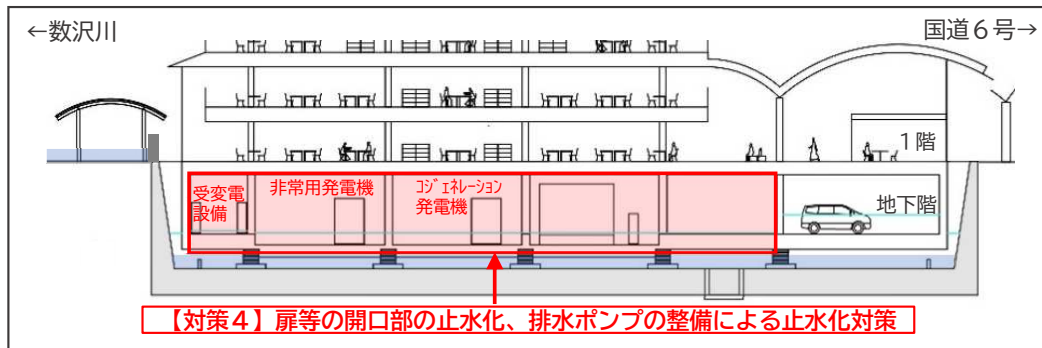 ←数沢川
国道６号→
１階
受変電
設備
非常用発電機
ｺｼﾞｪﾈﾚｰｼｮﾝ
発電機
地下階
【対策４】扉等の開口部の止水化、排水ポンプの整備による止水化対策